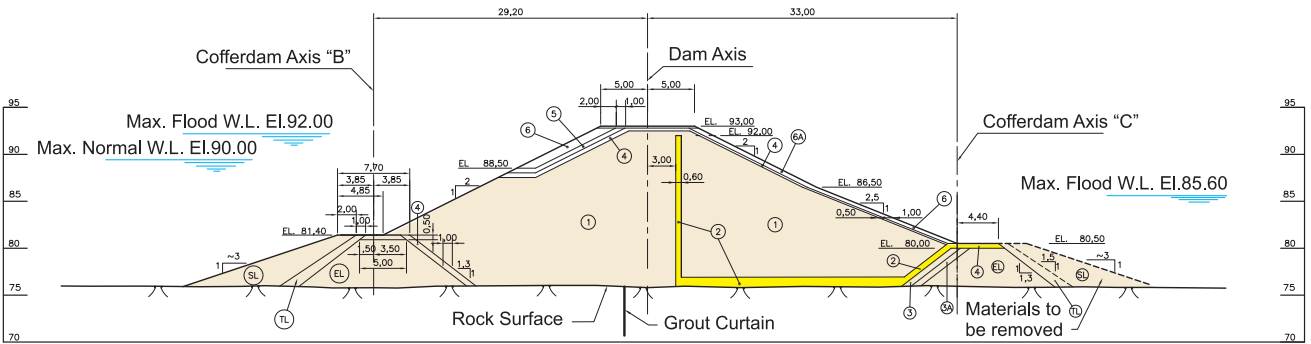 29,20
33,00
Cofferdam Axis “B”
Dam Axis
5,00
5,00
2,00
1,00
5
6
4
95
95
Max. Flood W.L. El.92.00
EL. 93,00
EL. 92,00
2
1
4
6A
Cofferdam Axis “C”
Max. Normal W.L. El.90.00
90
90
EL 88,50
3,00
0,60
7,70
3,85
3,85
4,85
2
1
EL. 86,50
Max. Flood W.L. El.85.60
85
85
2,00
1,00
4
0,50
1
1
2,5
1
0,50
1,00
6
4,40
EL. 81,40
1,00
2
EL. 80,00
EL. 80,50
80
80
,50
3,50
5,00
1,3
1
2
4
EL
1,5
1
1,3
1
~3
1
SL
~3
1
SL
EL
TL
3
3A
TL
75
75
Rock Surface
Grout Curtain
Materials to
be removed
70
70